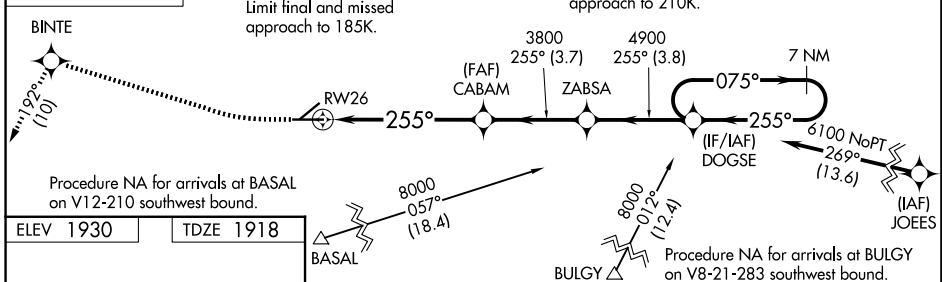 Limit final and missed
approach to 185K.
approach to 210K.
BINTE
192°
(10)
RW26
255°
(FAF)
CABAM
3800
255° (3.7)
ZABSA
4900
255° (3.8)
075°
7 NM
255°
(IF/IAF)
DOGSE
6100 NoPT
269°
(13.6)
(IAF)
JOEES
Procedure NA for arrivals at BASAL
on V12-210 southwest bound.
8000
057°
(18.4)
BASAL
8000
012°
(12.4)
BULGY
Procedure NA for arrivals at BULGY
on V8-21-283 southwest bound.
ELEV 1930
TDZE 1918